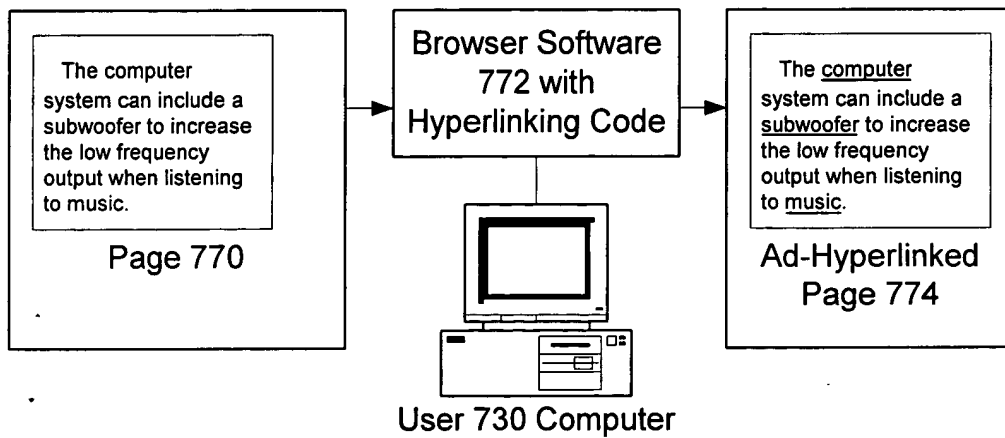 The computer
system can include a
subwoofer to increase
the low frequency
output when listening
to music.
Page 770
Browser Software
772 with
Hyperlinking Code
User 730 Computer
The computer
system can include a
subwoofer to increase
the low frequency
output when listening
to music.
Ad-Hyperlinked
Page 774